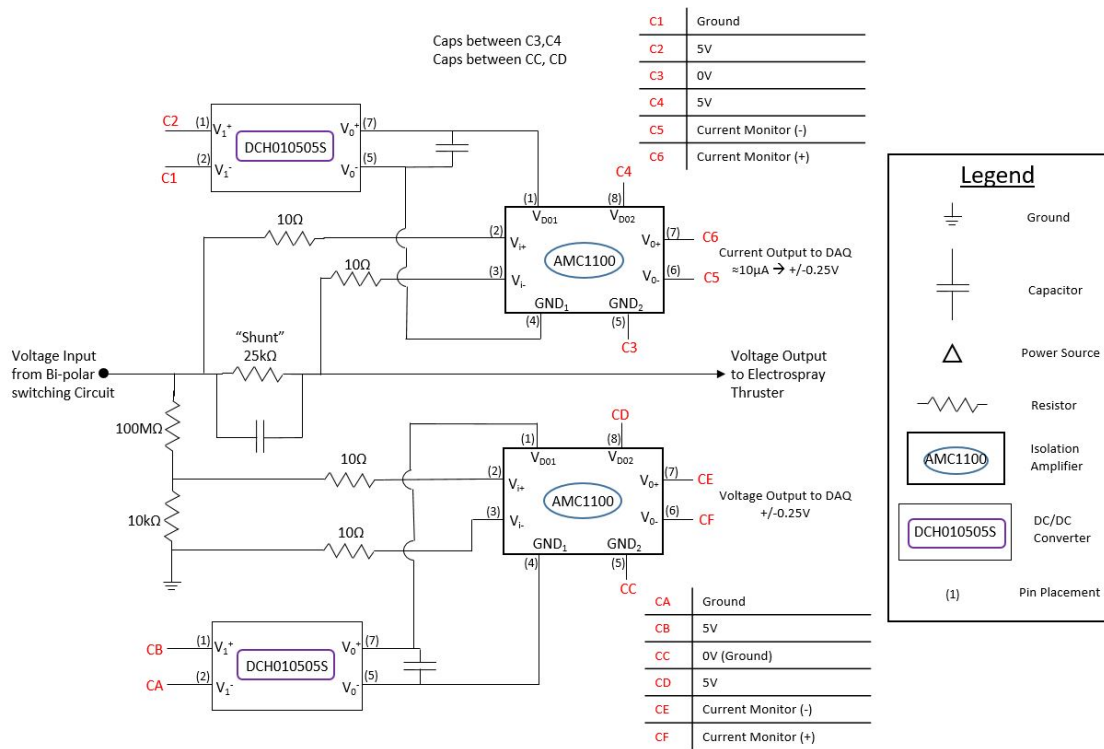 Caps between C3,C4
Caps between CC, CD
C1 Ground
C2 5V
C3 0V
C4 5V
C5 Current Monitor (-)
C6 Current Monitor (+)
C2 (1) V1+ DCH010505S V0+ (7)
C1 (2) V1- V0- (5)
(1) VD01
C4 (8) VD02
10Ω (2) Vi+
10Ω (3) Vi-
AMC1100
V0+ (7) C6
V0- (6) C5
GND1 (4)
GND2 (5) C3
Current Output to DAQ
≈10µA → +/-0.25V
Voltage Input
from Bi-polar
switching Circuit
"Shunt"
25kΩ
Voltage Output
to Electrospray
Thruster
100MΩ
10kΩ
(1) VD01
CD (8) VD02
10Ω (2) Vi+
10Ω (3) Vi-
AMC1100
V0+ (7) CE
V0- (6) CF
GND1 (4)
GND2 (5) CC
Voltage Output to DAQ
+/-0.25V
CB (1) V1+ DCH010505S V0+ (7)
CA (2) V1- V0- (5)
CA Ground
CB 5V
CC 0V (Ground)
CD 5V
CE Current Monitor (-)
CF Current Monitor (+)
Legend
Ground
Capacitor
Power Source
Resistor
AMC1100 Isolation
Amplifier
DCH010505S DC/DC
Converter
(1) Pin Placement